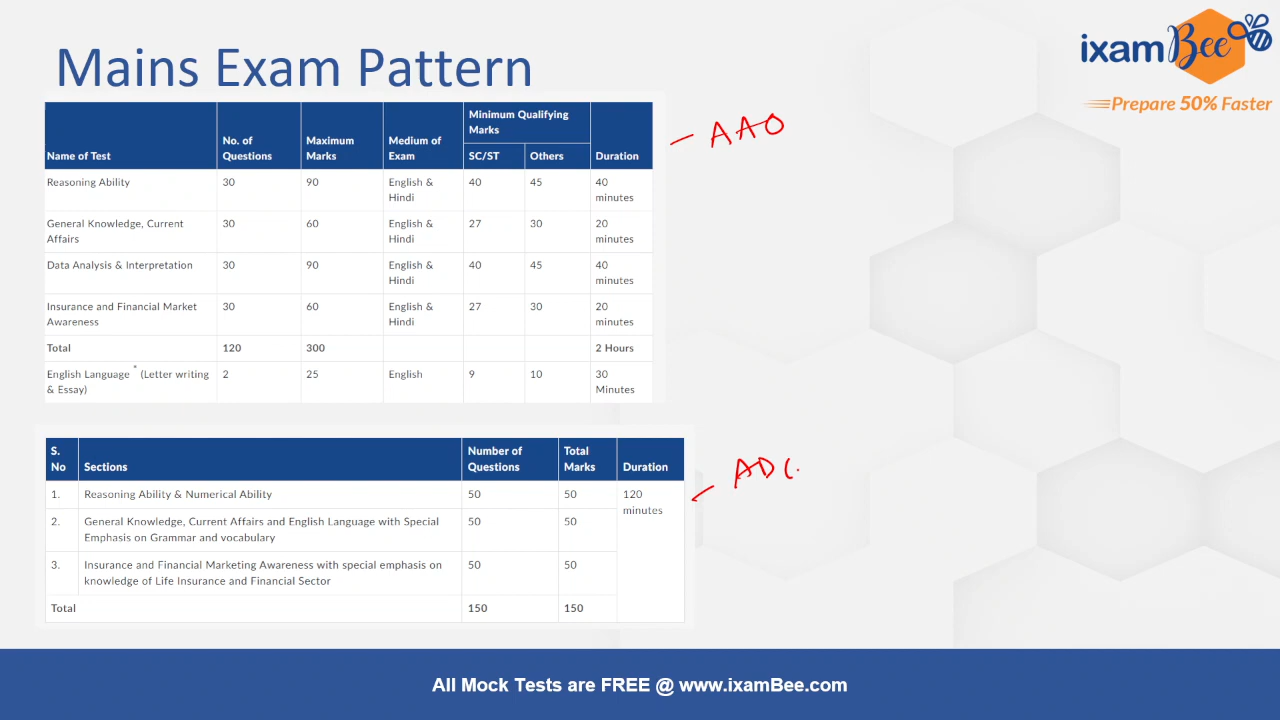 Mains Exam Pattern
ixamBee
Prepare 50% Faster
Name of Test No. of Questions Maximum Marks Medium of Exam Minimum Qualifying Marks Duration
SC/ST Others
Reasoning Ability 30 90 English & Hindi 40 45 40 minutes
General Knowledge, Current Affairs 30 60 English & Hindi 27 30 20 minutes
Data Analysis & Interpretation 30 90 English & Hindi 40 45 40 minutes
Insurance and Financial Market Awareness 30 60 English & Hindi 27 30 20 minutes
Total 120 300 2 Hours
English Language * (Letter writing & Essay) 2 25 English 9 10 30 Minutes
- AAO
S. No Sections Number of Questions Total Marks Duration
1. Reasoning Ability & Numerical Ability 50 50 120 minutes
2. General Knowledge, Current Affairs and English Language with Special Emphasis on Grammar and vocabulary 50 50
3. Insurance and Financial Marketing Awareness with special emphasis on knowledge of Life Insurance and Financial Sector 50 50
Total 150 150
- AD(.
All Mock Tests are FREE @ www.ixamBee.com